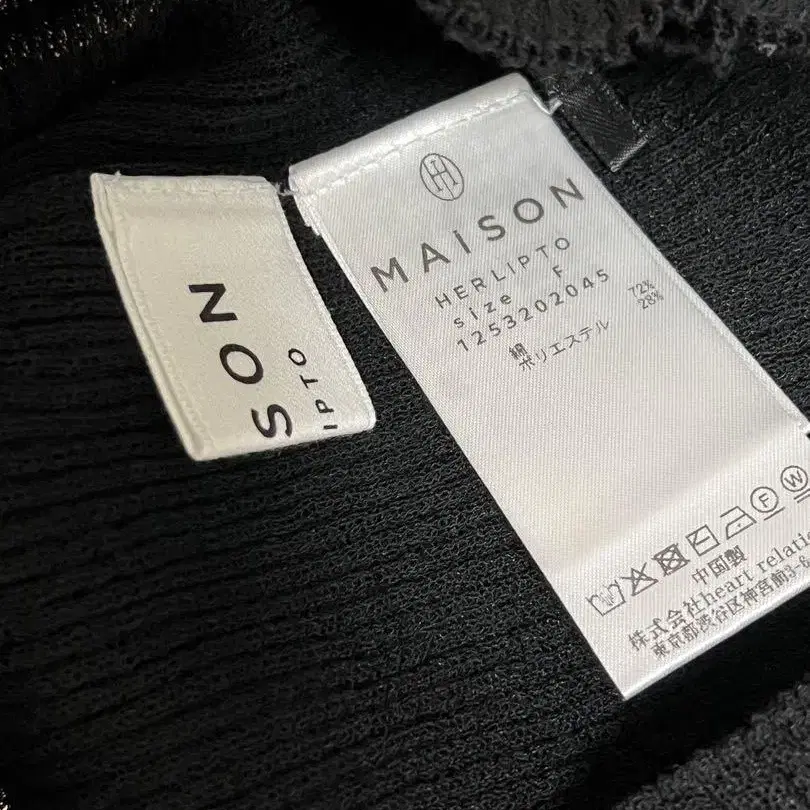 SON
IPTO
H
MAiSON
HERLIPTO
size F
1253202045
綿 72%
ポリエステル 28%
F W
中国製
株式会社heart relatio
東京都渋谷区神宮前3-6